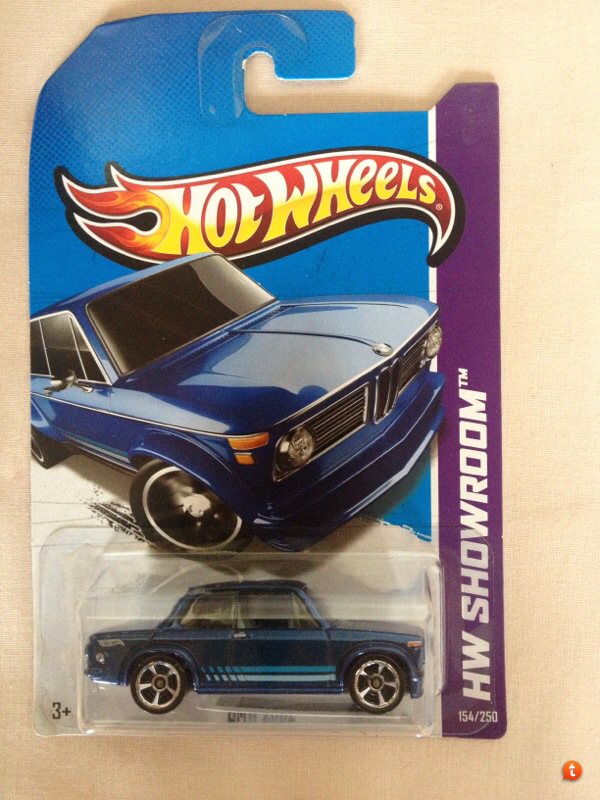 HOT WHEELS®
HW SHOWROOM™
3+
154/250
t